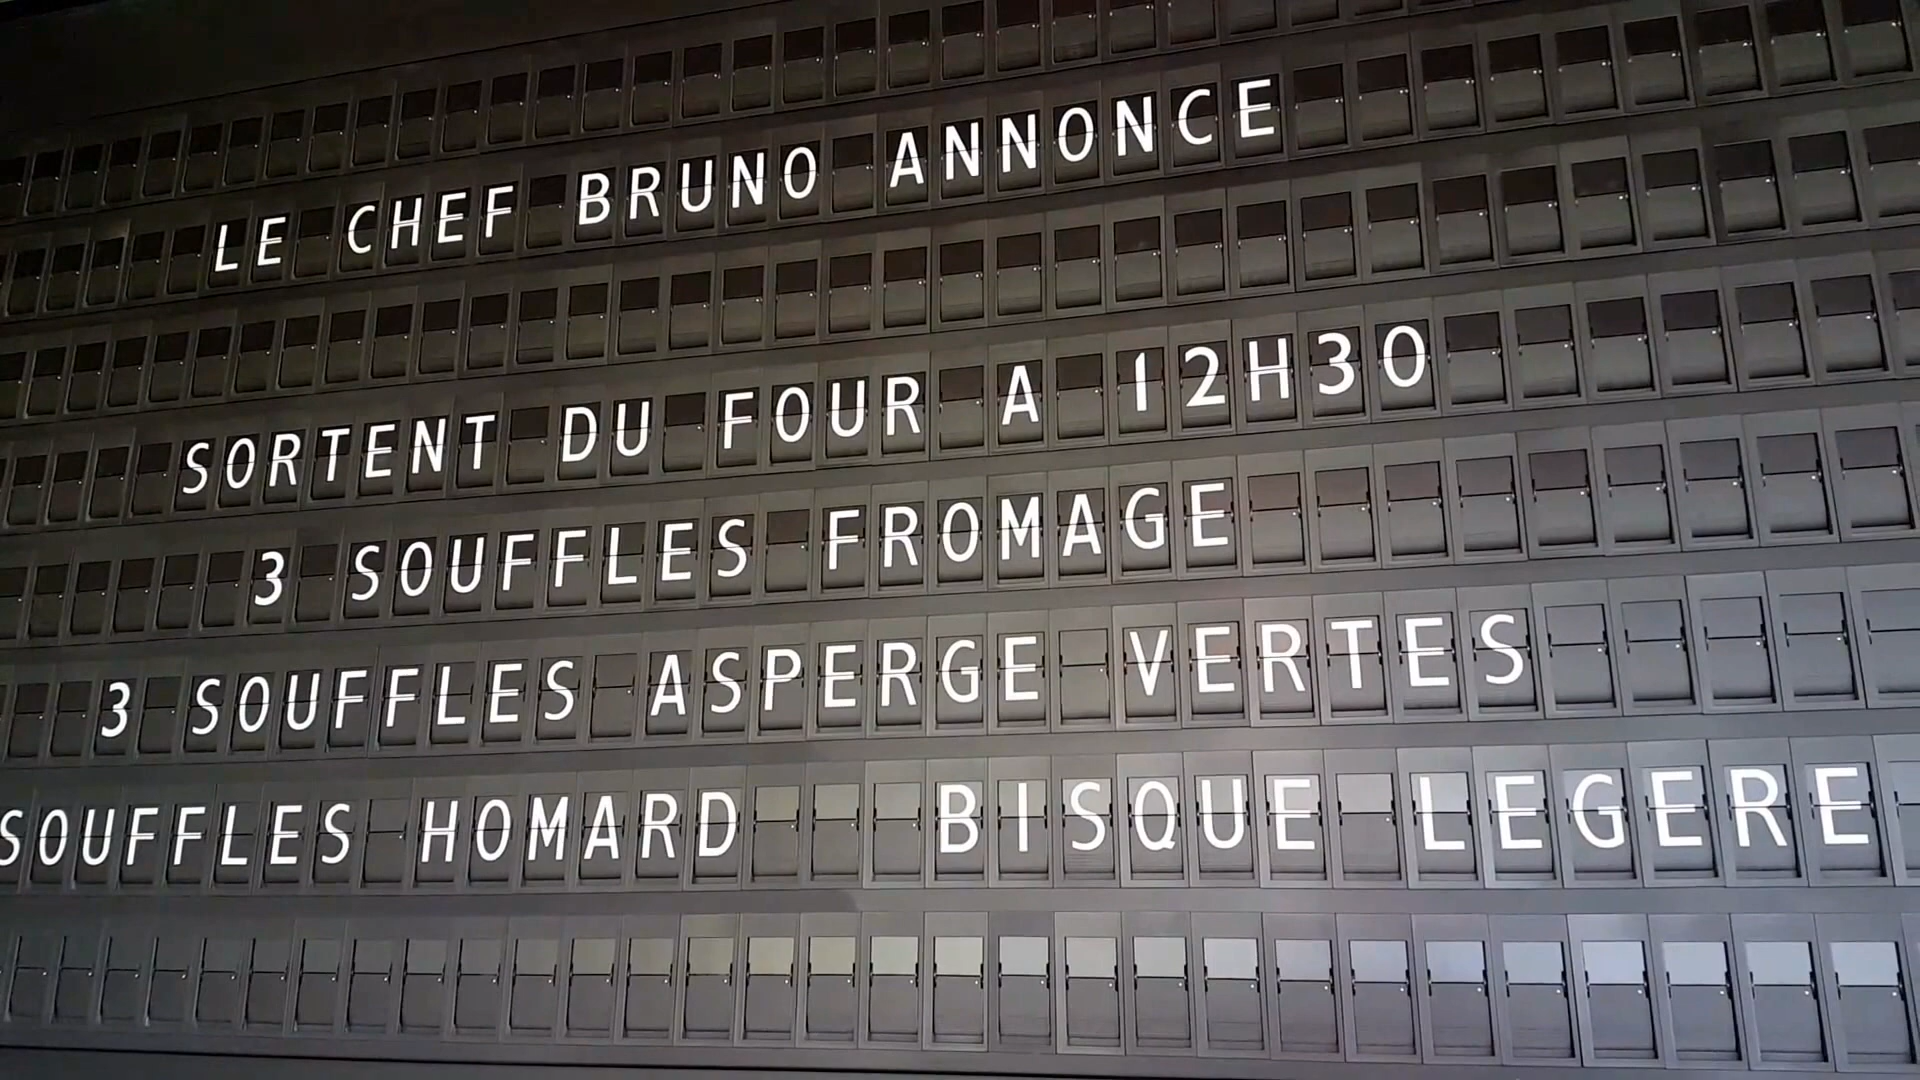 LE CHEF BRUNO ANNONCE
SORTENT DU FOUR A 12H30
3 SOUFFLES FROMAGE
3 SOUFFLES ASPERGE VERTES
SOUFFLES HOMARD BISQUE LEGERE